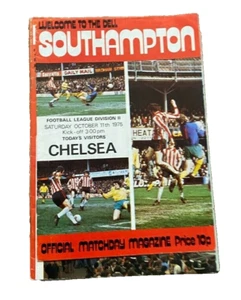 WELCOME TO THE DELL
SOUTHAMPTON
DAILY MAIL
FOOTBALL LEAGUE DIVISION II
SATURDAY OCTOBER 11th 1975
Kick-off 3.00 pm
TODAY'S VISITORS
CHELSEA
OFFICIAL MATCHDAY MAGAZINE Price 10p